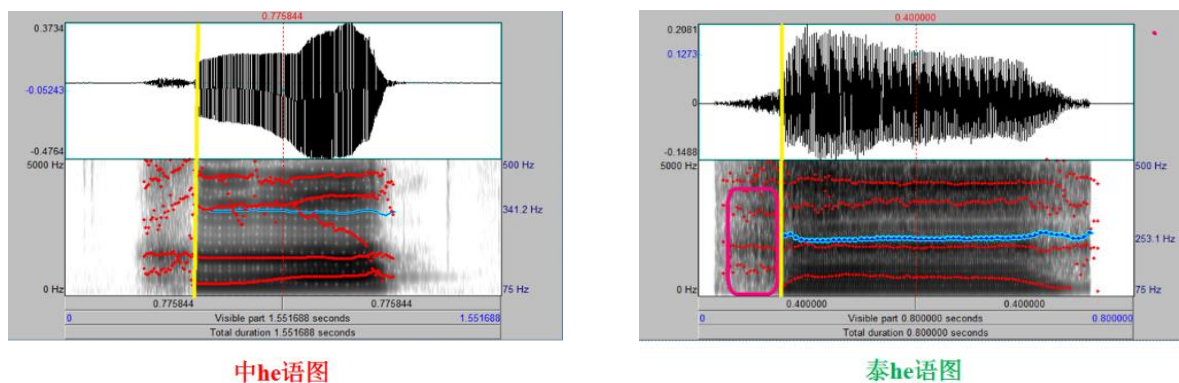 0.775844
0.3734
-0.05243
-0.4764
5000 Hz
500 Hz
341.2 Hz
0 Hz
75 Hz
0.775844
0.775844
0
Visible part 1.551688 seconds
1.551688
Total duration 1.551688 seconds
中he语图
0.400000
0.2081
0.1273
0
-0.1488
5000 Hz
500 Hz
253.1 Hz
0 Hz
75 Hz
0.400000
0.400000
0
Visible part 0.800000 seconds
0.800000
Total duration 0.800000 seconds
泰he语图